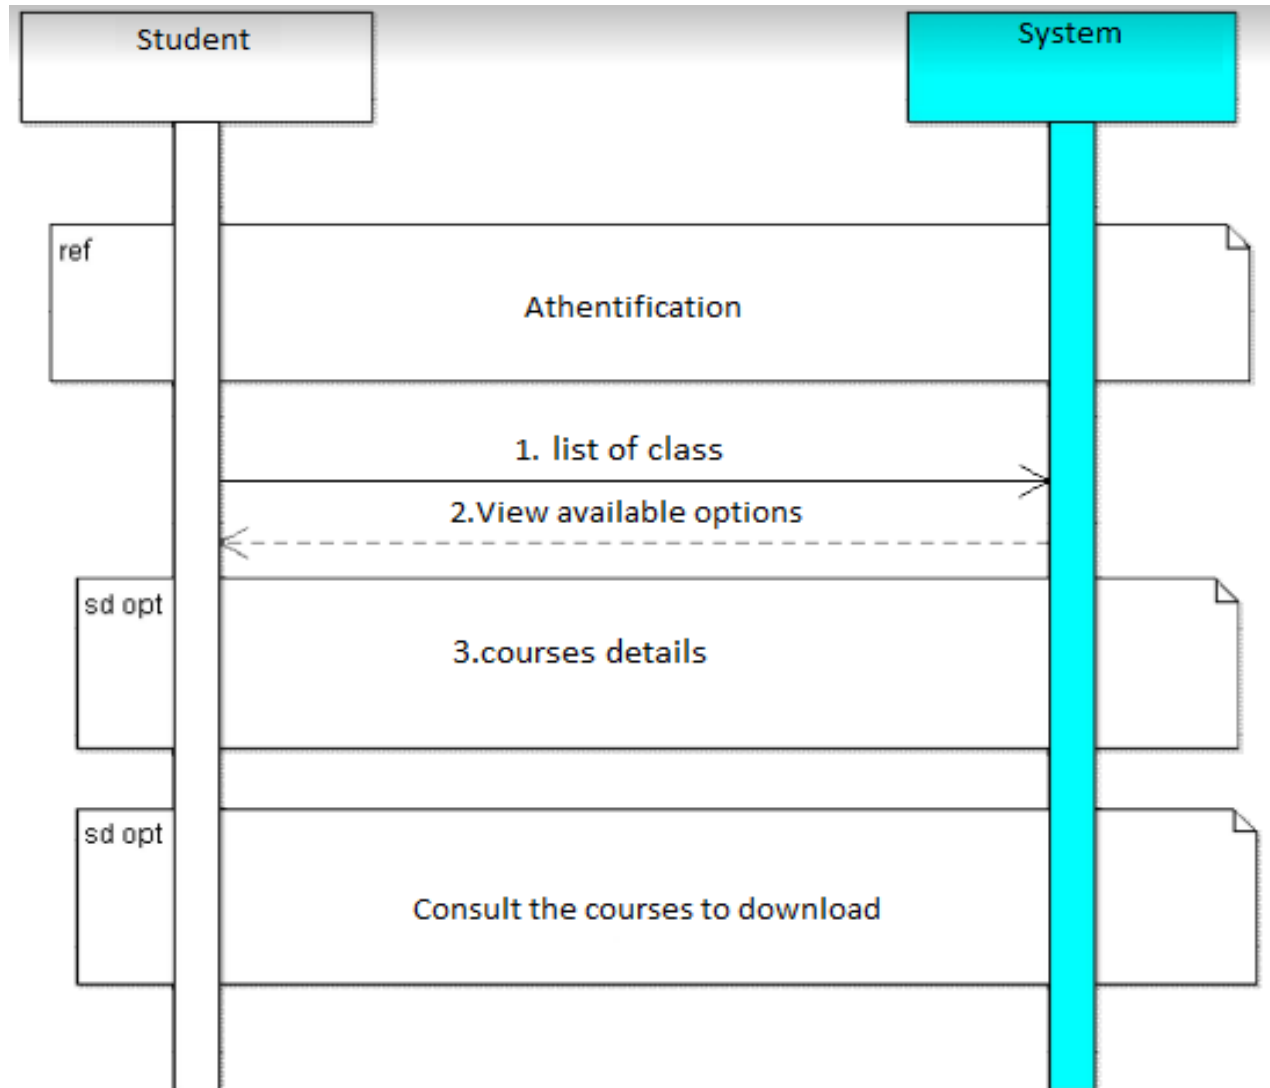 Student
System
ref
Athentification
1. list of class
2.View available options
sd opt
3.courses details
sd opt
Consult the courses to download